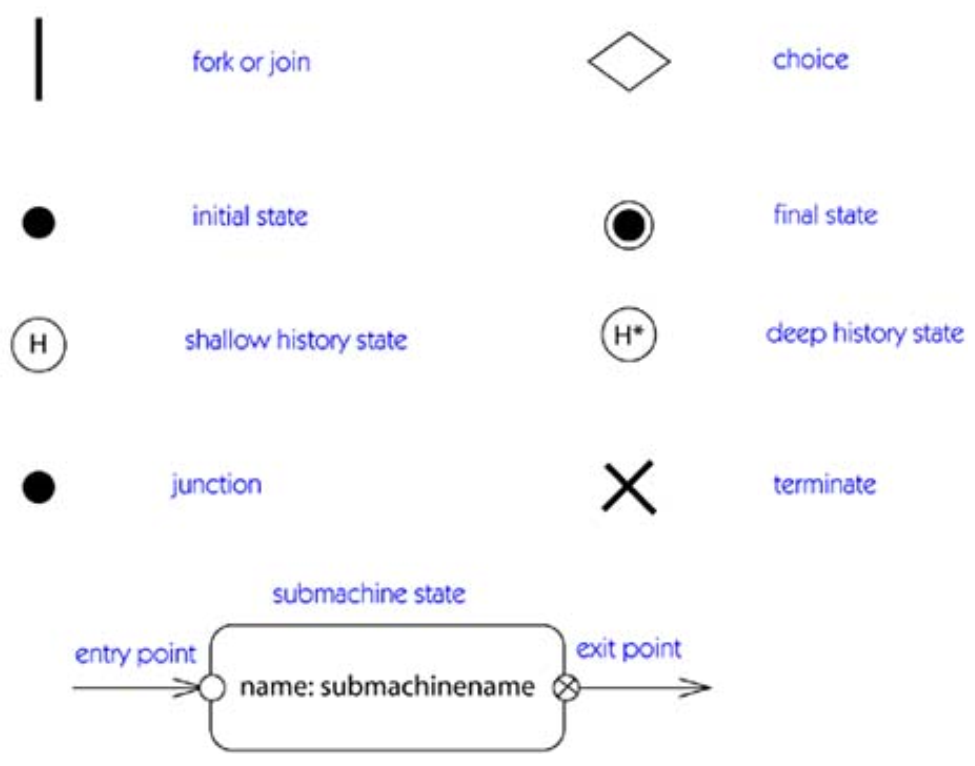 fork or join
choice
initial state
final state
H
shallow history state
H*
deep history state
junction
terminate
submachine state
entry point
exit point
name: submachinename